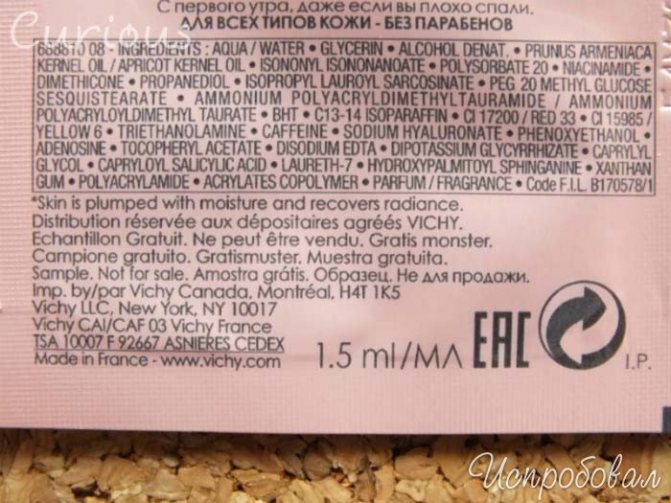 С первого утра, даже если вы плохо спали.
ДЛЯ ВСЕХ ТИПОВ КОЖИ - БЕЗ ПАРАБЕНОВ
Curious
668810 08 - INGREDIENTS : AQUA / WATER • GLYCERIN • ALCOHOL DENAT. • PRUNUS ARMENIACA
KERNEL OIL / APRICOT KERNEL OIL • ISONONYL ISONONANOATE • POLYSORBATE 20 • NIACINAMIDE •
DIMETHICONE • PROPANEDIOL • ISOPROPYL LAUROYL SARCOSINATE • PEG 20 METHYL GLUCOSE
SESQUISTEARATE • AMMONIUM POLYACRYLDIMETHYLTAURAMIDE / AMMONIUM
POLYACRYLOYLDIMETHYL TAURATE • BHT • C13-14 ISOPARAFFIN • CI 17200 / RED 33 • CI 15985 /
YELLOW 6 • TRIETHANOLAMINE • CAFFEINE • SODIUM HYALURONATE • PHENOXYETHANOL •
ADENOSINE • TOCOPHERYL ACETATE • DISODIUM EDTA • DIPOTASSIUM GLYCYRRHIZATE • CAPRYLYL
GLYCOL • CAPRYLOYL SALICYLIC ACID • LAURETH-7 • HYDROXYPALMITOYL SPHINGANINE • XANTHAN
GUM • POLYACRYLAMIDE • ACRYLATES COPOLYMER • PARFUM / FRAGRANCE • Code F.I.L. B170578/1
*Skin is plumped with moisture and recovers radiance.
Distribution réservée aux dépositaires agréés VICHY.
Echantillon Gratuit. Ne peut être vendu. Gratis monster.
Campione gratuito. Gratismuster, Muestra gratuita.
Sample. Not for sale. Amostra grátis. Образец. Не для продажи.
Imp. by/par Vichy Canada, Montréal, H4T 1K5
Vichy LLC, New York, NY 10017
Vichy CAI/CAF 03 Vichy France
TSA 10007 F 92667 ASNIERES CEDEX
Made in France - www.vichy.com
1.5 ml/МЛ
EAC
I.P.
Испробовал